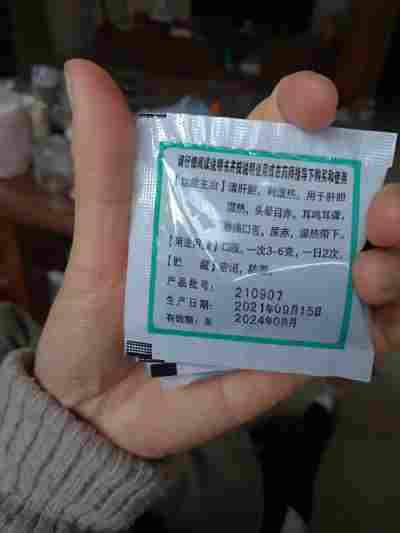 请仔细阅读说明书并按说明使用或在药师指导下购买和使用
【功能主治】清肝胆，利湿热。用于肝胆
湿热，头晕目赤，耳鸣耳聋，
胁痛口苦，尿赤，湿热带下。
【用法用量】口服。一次3~6克，一日2次。
【贮 藏】密闭，防潮。
产品批号： 210907
生产日期： 2021年09月15日
有效期：至 2024年08月